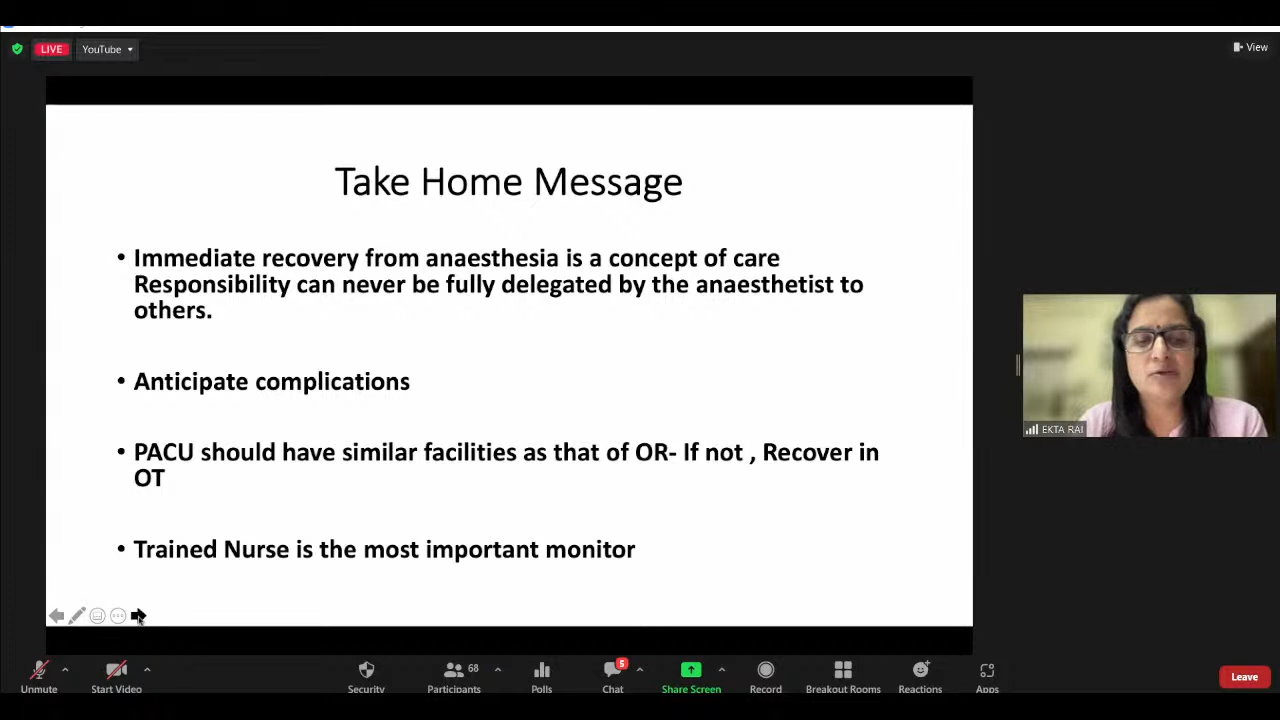 LIVE
YouTube
View
Take Home Message
• Immediate recovery from anaesthesia is a concept of care
Responsibility can never be fully delegated by the anaesthetist to
others.
• Anticipate complications
• PACU should have similar facilities as that of OR- If not , Recover in
OT
• Trained Nurse is the most important monitor
EKTA RAI
Unmute
Start Video
Security
68
Participants
Polls
5
Chat
Share Screen
Record
Breakout Rooms
Reactions
Apps
Leave